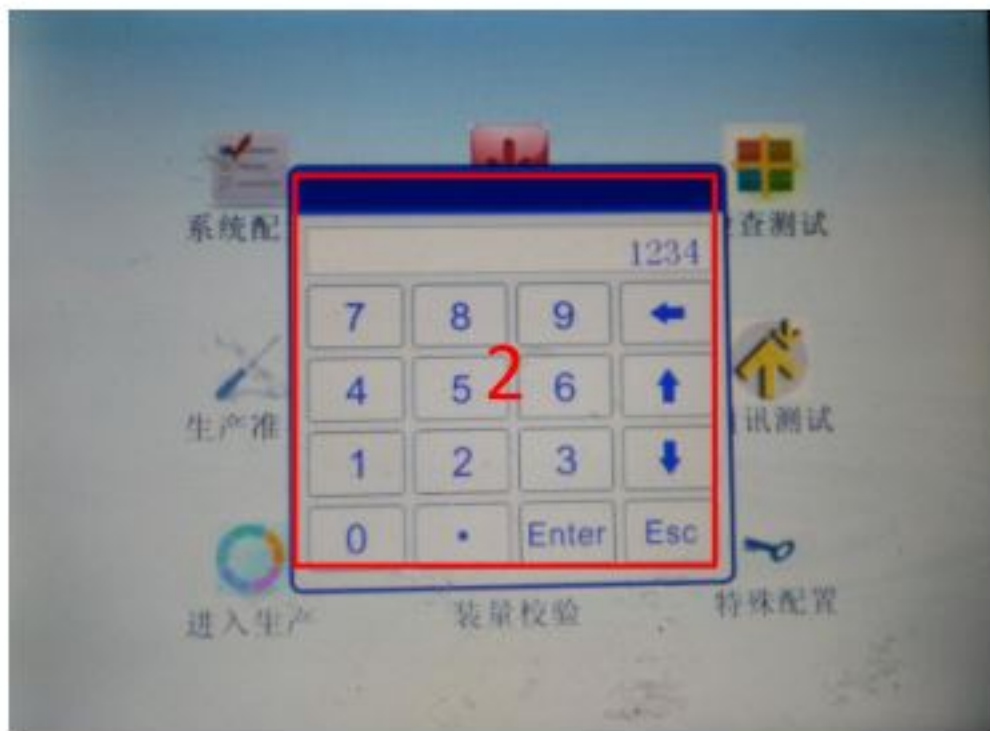 系统配
查测试
1234
7 8 9
4 5 2 6
生产准
讯测试
1 2 3
0 . Enter Esc
进入生产
装量校验
特殊配置